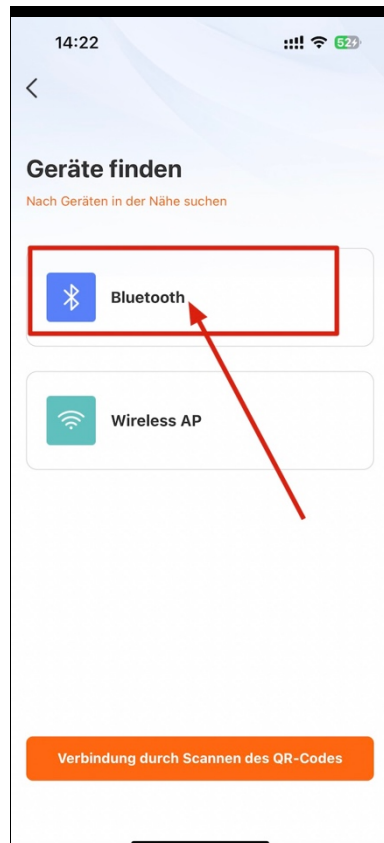 14:22
52
Geräte finden
Nach Geräten in der Nähe suchen
Bluetooth
Wireless AP
Verbindung durch Scannen des QR-Codes